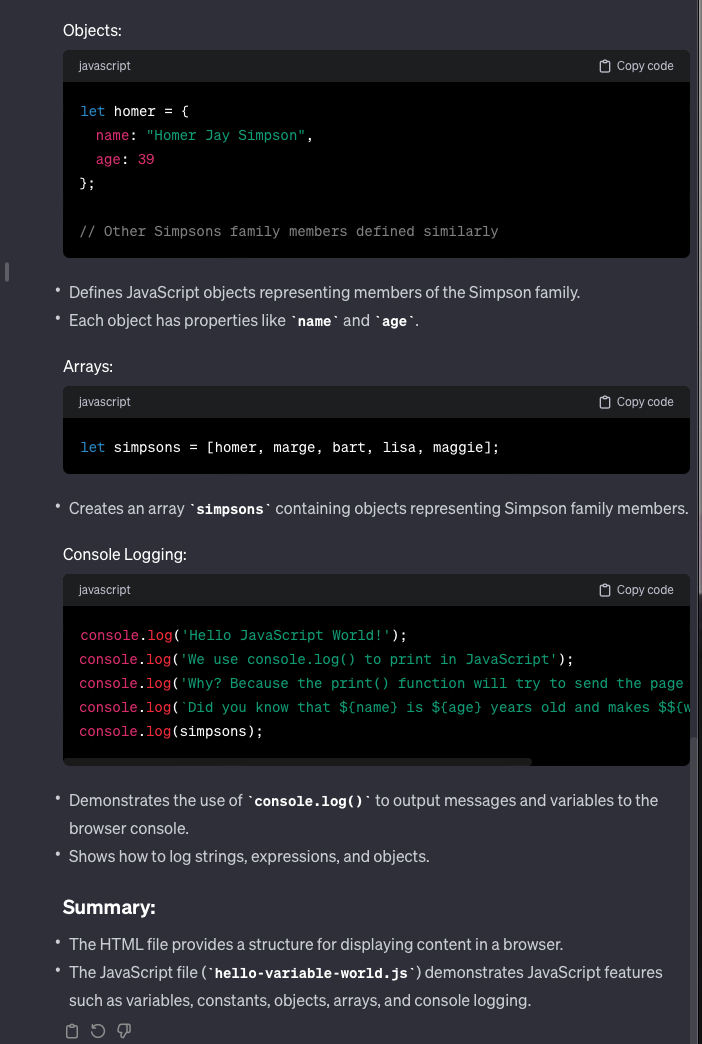 Objects:
javascript Copy code
let homer = {
  name: "Homer Jay Simpson",
  age: 39
};
// Other Simpsons family members defined similarly
• Defines JavaScript objects representing members of the Simpson family.
• Each object has properties like `name` and `age`.
Arrays:
javascript Copy code
let simpsons = [homer, marge, bart, lisa, maggie];
• Creates an array `simpsons` containing objects representing Simpson family members.
Console Logging:
javascript Copy code
console.log('Hello JavaScript World!');
console.log('We use console.log() to print in JavaScript');
console.log('Why? Because the print() function will try to send the page
console.log(`Did you know that ${name} is ${age} years old and makes $${w
console.log(simpsons);
• Demonstrates the use of `console.log()` to output messages and variables to the
browser console.
• Shows how to log strings, expressions, and objects.
Summary:
• The HTML file provides a structure for displaying content in a browser.
• The JavaScript file (`hello-variable-world.js`) demonstrates JavaScript features
such as variables, constants, objects, arrays, and console logging.